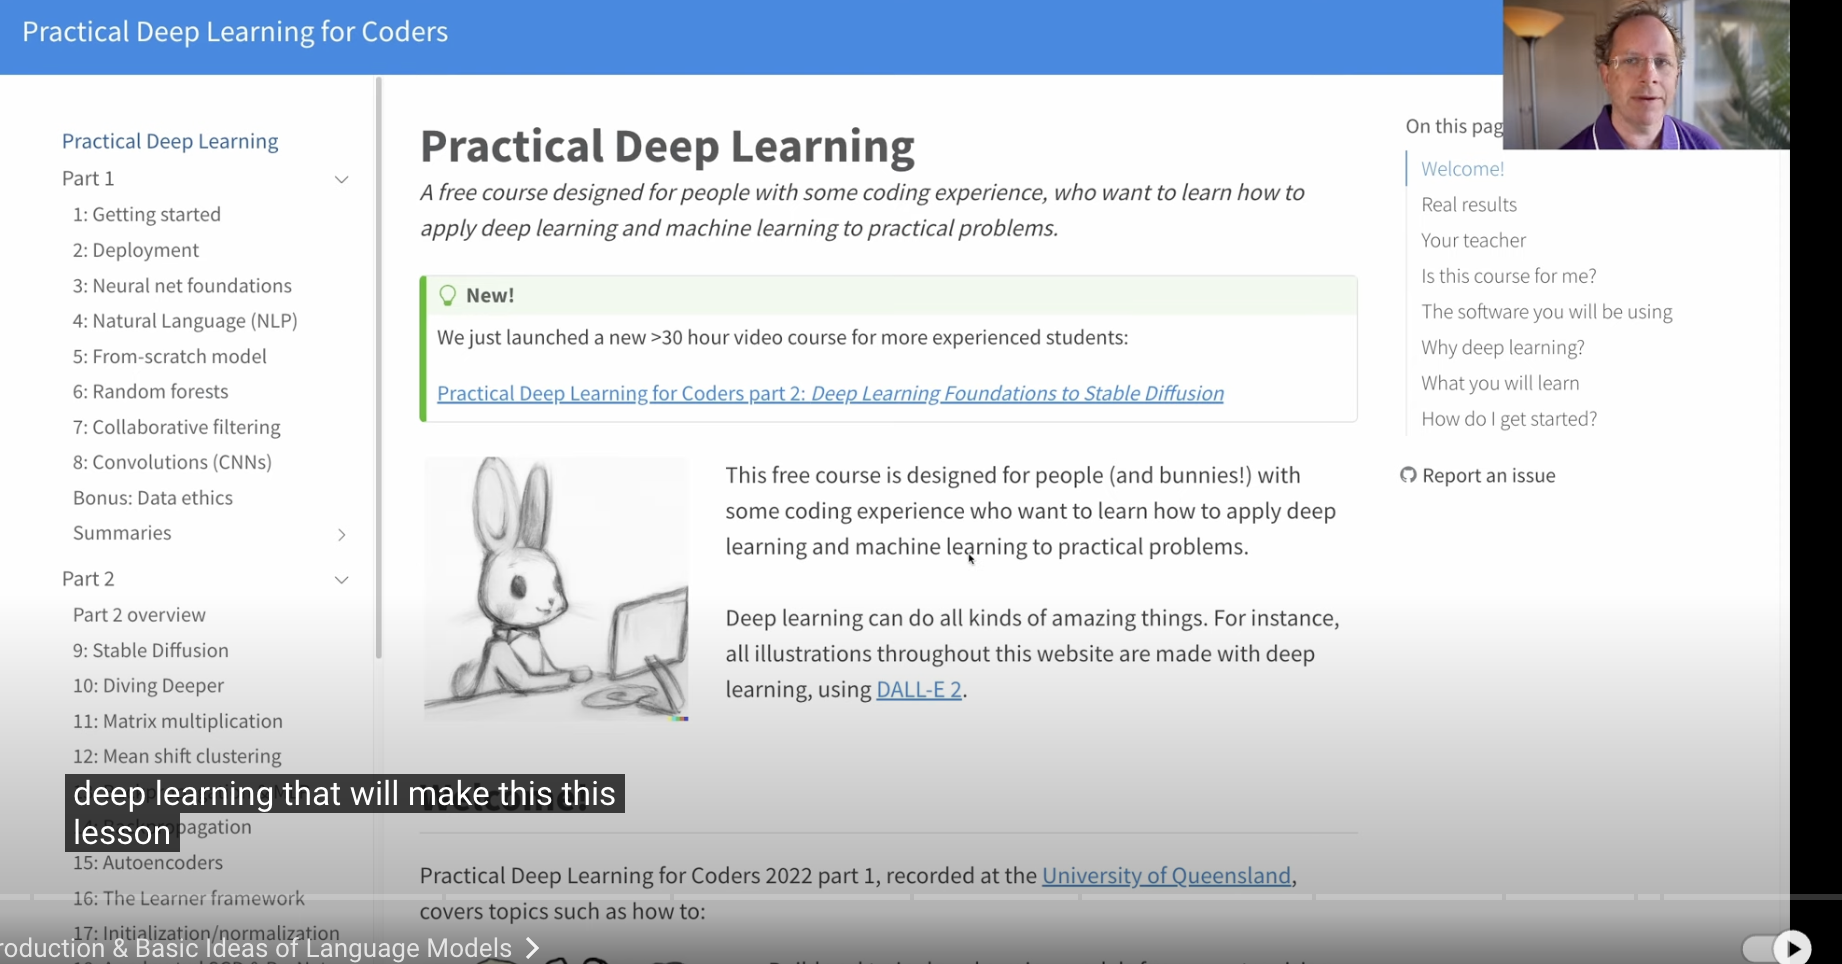 Practical Deep Learning for Coders
Practical Deep Learning
Part 1
1: Getting started
2: Deployment
3: Neural net foundations
4: Natural Language (NLP)
5: From-scratch model
6: Random forests
7: Collaborative filtering
8: Convolutions (CNNs)
Bonus: Data ethics
Summaries
Part 2
Part 2 overview
9: Stable Diffusion
10: Diving Deeper
11: Matrix multiplication
12: Mean shift clustering
15: Autoencoders
16: The Learner framework
17: Initialization/normalization
Practical Deep Learning
A free course designed for people with some coding experience, who want to learn how to
apply deep learning and machine learning to practical problems.
New!
We just launched a new >30 hour video course for more experienced students:
Practical Deep Learning for Coders part 2: Deep Learning Foundations to Stable Diffusion
This free course is designed for people (and bunnies!) with
some coding experience who want to learn how to apply deep
learning and machine learning to practical problems.
Deep learning can do all kinds of amazing things. For instance,
all illustrations throughout this website are made with deep
learning, using DALL-E 2.
Practical Deep Learning for Coders 2022 part 1, recorded at the University of Queensland,
covers topics such as how to:
On this pag
Welcome!
Real results
Your teacher
Is this course for me?
The software you will be using
Why deep learning?
What you will learn
How do I get started?
Report an issue
deep learning that will make this this
lesson
roduction & Basic Ideas of Language Models